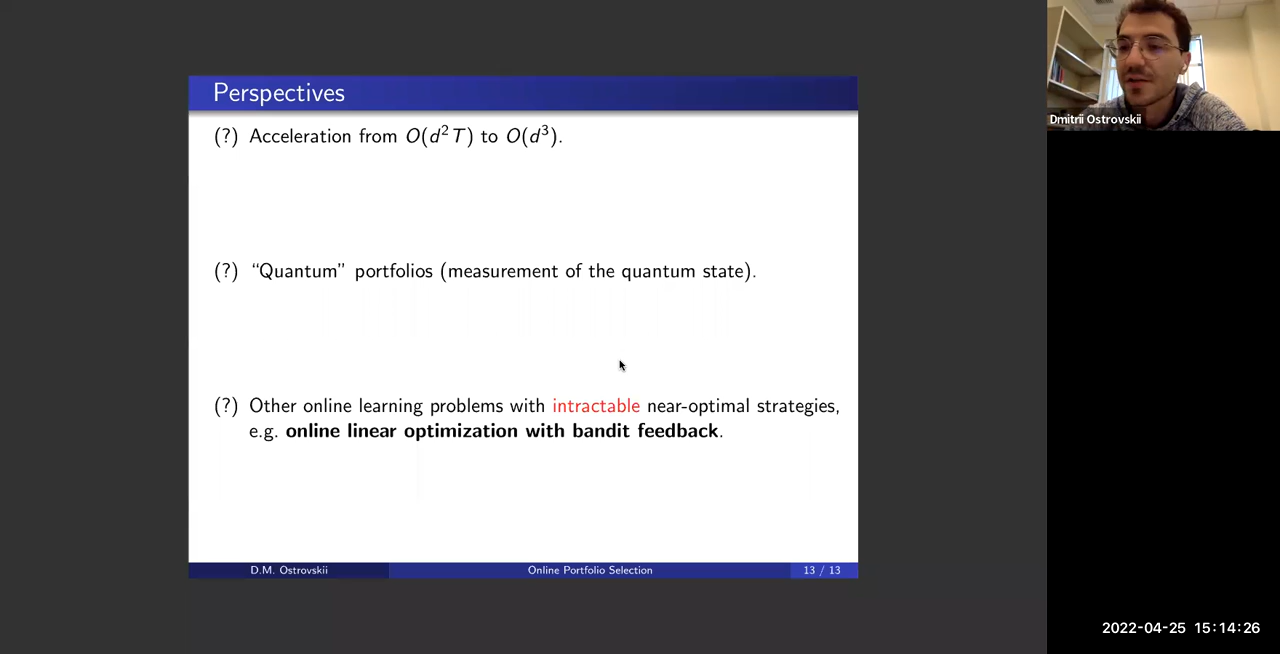 Perspectives
(?) Acceleration from O(d²T) to O(d³).
(?) “Quantum” portfolios (measurement of the quantum state).
(?) Other online learning problems with intractable near-optimal strategies,
e.g. online linear optimization with bandit feedback.
D.M. Ostrovskii
Online Portfolio Selection
13 / 13
Dmitrii Ostrovskii
2022-04-25 15:14:26